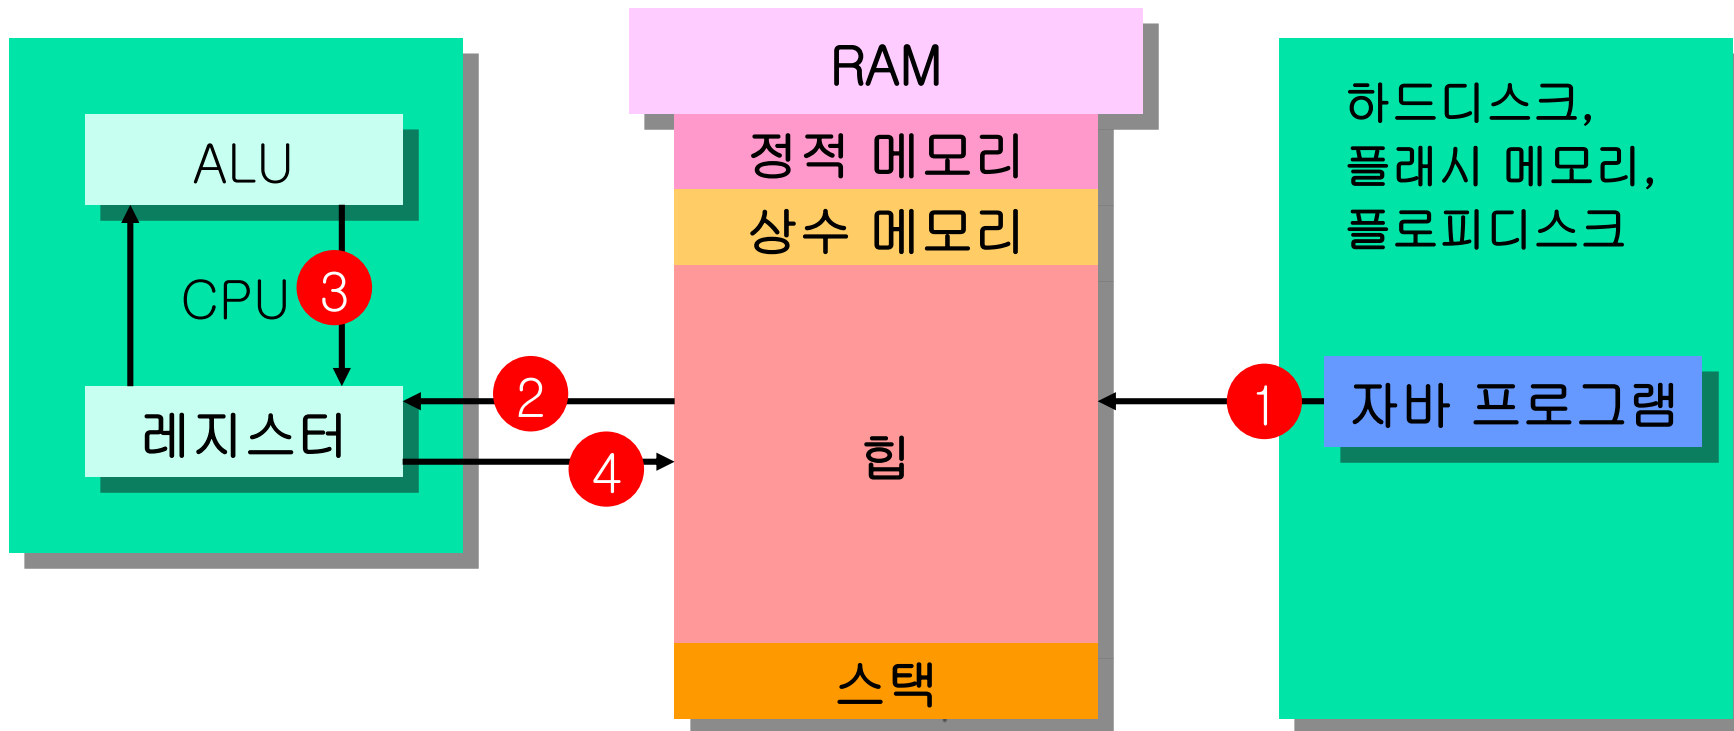 RAM
ALU
CPU
3
레지스터
2
4
정적 메모리
상수 메모리
힙
스택
1
하드디스크,
플래시 메모리,
플로피디스크
자바 프로그램